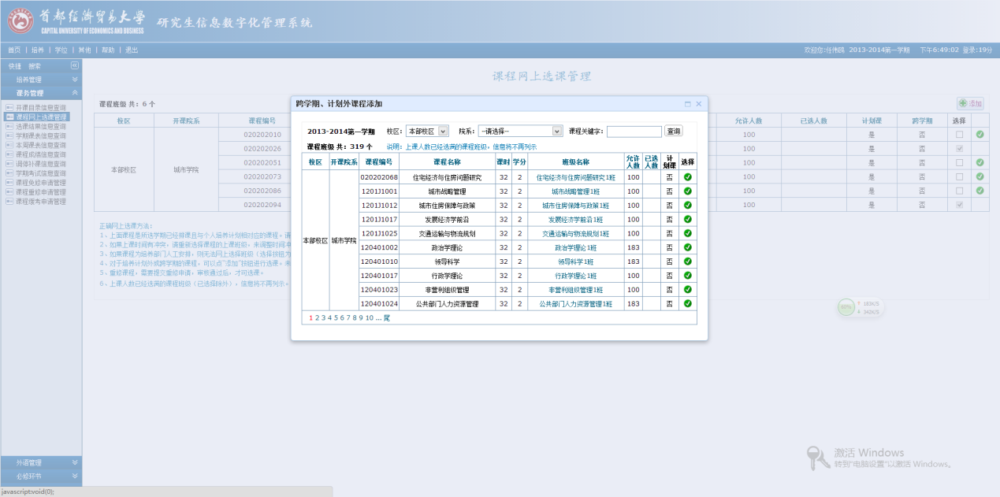 首都经济贸易大学 研究生信息数字化管理系统
CAPITAL UNIVERSITY OF ECONOMICS AND BUSINESS
首页 | 培养 | 学位 | 其他 | 帮助 | 退出
2013-2014第一学期 下午6:49:02 登录:19分
快捷 搜索
培养管理
课务管理
开课目录信息查询
课程网上选课管理
选课结果信息查询
学期课表信息查询
本周课表信息查询
课程成绩信息查询
调停补课信息查询
学期考试信息查询
课程免修申请管理
课程重修申请管理
课程缓考申请管理
外语管理
必修环节
课程网上选课管理
课程班级 共：6 个
添加
校区 开课院系 课程编号 允许人数 已选人数 计划课 跨学期 选择
本部校区 城市学院
020202010 100 是 否
020202026 100 是 否
020202051 100 是 否
020202073 100 是 否
020202086 100 是 否
020202094 100 是 否
正确网上选课方法：
1、上面课程是所选学期已经排课且与个人培养计划相对应的课程。请
2、如果上课时间有冲突，请重新选择课程的上课班级，来调整时间冲
3、如果课程为培养部门人工安排，则无法网上选择班级（选择按钮为
4、对于培养计划外或跨学期的课程，可以点"添加"按钮进行选课。未
5、重修课程，需要提交重修申请，审核通过后，才可选课。
6、上课人数已经选满的课程班级（已选择除外），信息将不再列示。
跨学期、计划外课程添加
2013-2014第一学期 校区: 本部校区 院系: --请选择-- 课程关键字: 查询
课程班级 共：319 个 说明：上课人数已经选满的课程班级，信息将不再列示
校区 开课院系 课程编号 课程名称 课时 学分 班级名称 允许人数 已选人数 计划课 选择
本部校区 城市学院
020202068 住宅经济与住房问题研究 32 2 住宅经济与住房问题研究1班 100 否
1201J1001 城市战略管理 32 2 城市战略管理1班 100 否
1201J1012 城市住房保障与政策 32 2 城市住房保障与政策1班 100 否
1201J1017 发展经济学前沿 32 2 发展经济学前沿1班 100 否
1201J1025 交通运输与物流规划 32 2 交通运输与物流规划1班 100 否
120401002 政治学理论 32 2 政治学理论1班 183 否
120401010 领导科学 32 2 领导科学1班 183 否
120401017 行政学理论 32 2 行政学理论1班 100 否
120401023 非营利组织管理 32 2 非营利组织管理1班 100 否
120401024 公共部门人力资源管理 32 2 公共部门人力资源管理1班 183 否
1 2 3 4 5 6 7 8 9 10 ... 尾
激活 Windows
转到"电脑设置"以激活 Windows。
javascript:void(0);